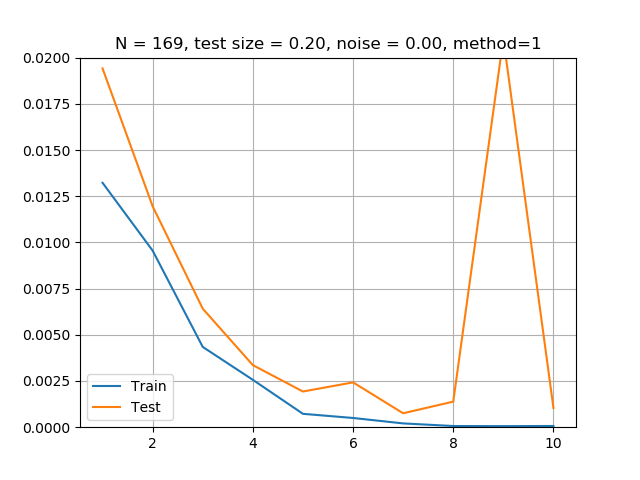 N = 169, test size = 0.20, noise = 0.00, method=1
0.0200
0.0175
0.0150
0.0125
0.0100
0.0075
0.0050
0.0025
0.0000
Train
Test
2 4 6 8 10